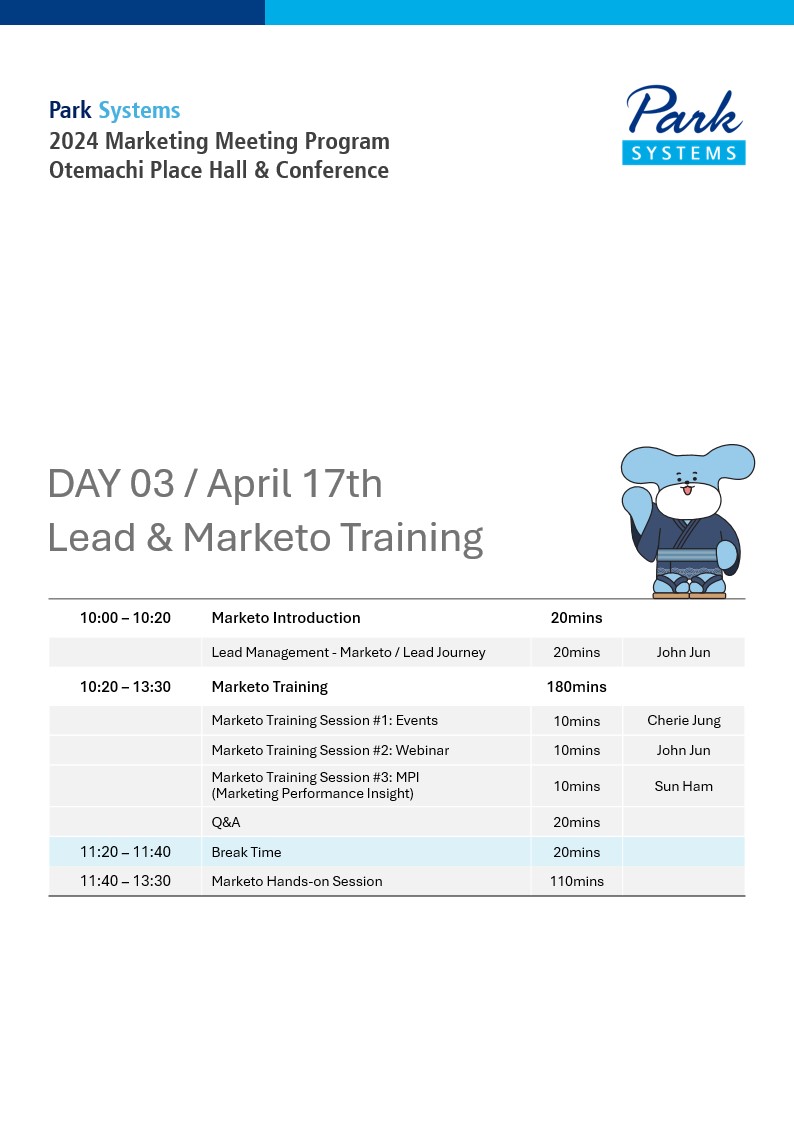 Park Systems
2024 Marketing Meeting Program
Otemachi Place Hall & Conference
Park
SYSTEMS
DAY 03 / April 17th
Lead & Marketo Training
10:00 – 10:20 Marketo Introduction 20mins
Lead Management - Marketo / Lead Journey 20mins John Jun
10:20 – 13:30 Marketo Training 180mins
Marketo Training Session #1: Events 10mins Cherie Jung
Marketo Training Session #2: Webinar 10mins John Jun
Marketo Training Session #3: MPI
(Marketing Performance Insight) 10mins Sun Ham
Q&A 20mins
11:20 – 11:40 Break Time 20mins
11:40 – 13:30 Marketo Hands-on Session 110mins